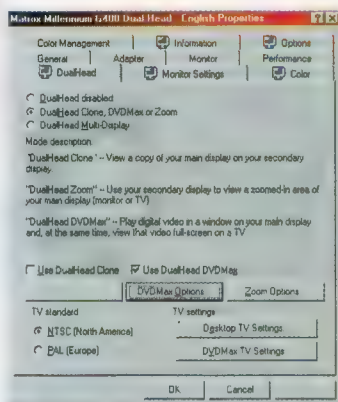 Matrox Millennium G400 Dual Head - English Properties
Color Management Information Options
General Adapter Monitor Performance
DualHead Monitor Settings Color
DualHead disabled
DualHead Clone, DVDMax or Zoom
DualHead Multi-Display
Mode description
"DualHead Clone" -- View a copy of your main display on your secondary
display.
"DualHead Zoom" -- Use your secondary display to view a zoomed-in area of
your main display (monitor or TV)
"DualHead DVDMax" -- Play digital video in a window on your main display
and, at the same time, view that video full-screen on a TV
Use DualHead Clone Use DualHead DVDMax
DVDMax Options Zoom Options
TV standard TV settings
NTSC (North America) Desktop TV Settings
PAL (Europe) DVDMax TV Settings
OK Cancel